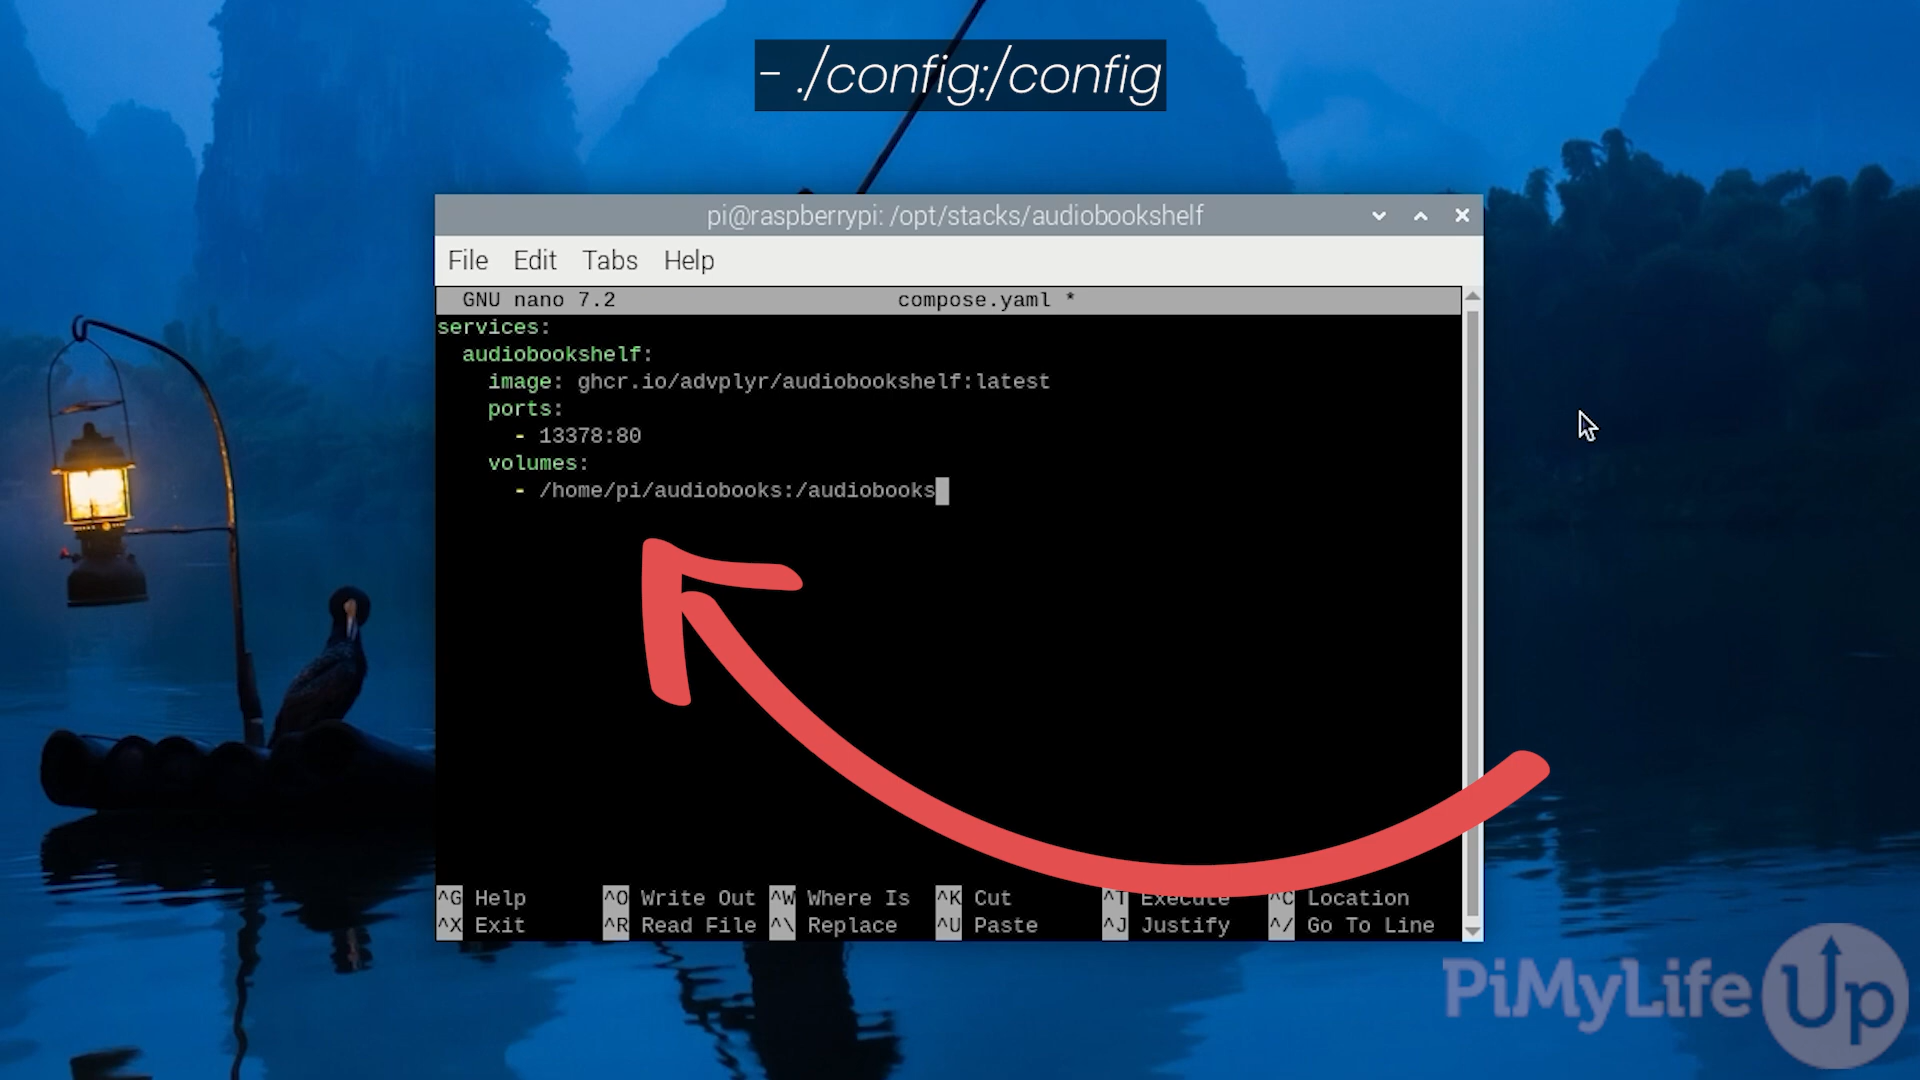 - ./config:/config
pi@raspberrypi: /opt/stacks/audiobookshelf
File Edit Tabs Help
GNU nano 7.2 compose.yaml *
services:
  audiobookshelf:
    image: ghcr.io/advplyr/audiobookshelf:latest
    ports:
      - 13378:80
    volumes:
      - /home/pi/audiobooks:/audiobooks
^G Help ^O Write Out ^W Where Is ^K Cut ^T Execute ^C Location
^X Exit ^R Read File ^\ Replace ^U Paste ^J Justify ^/ Go To Line
PiMyLifeUp